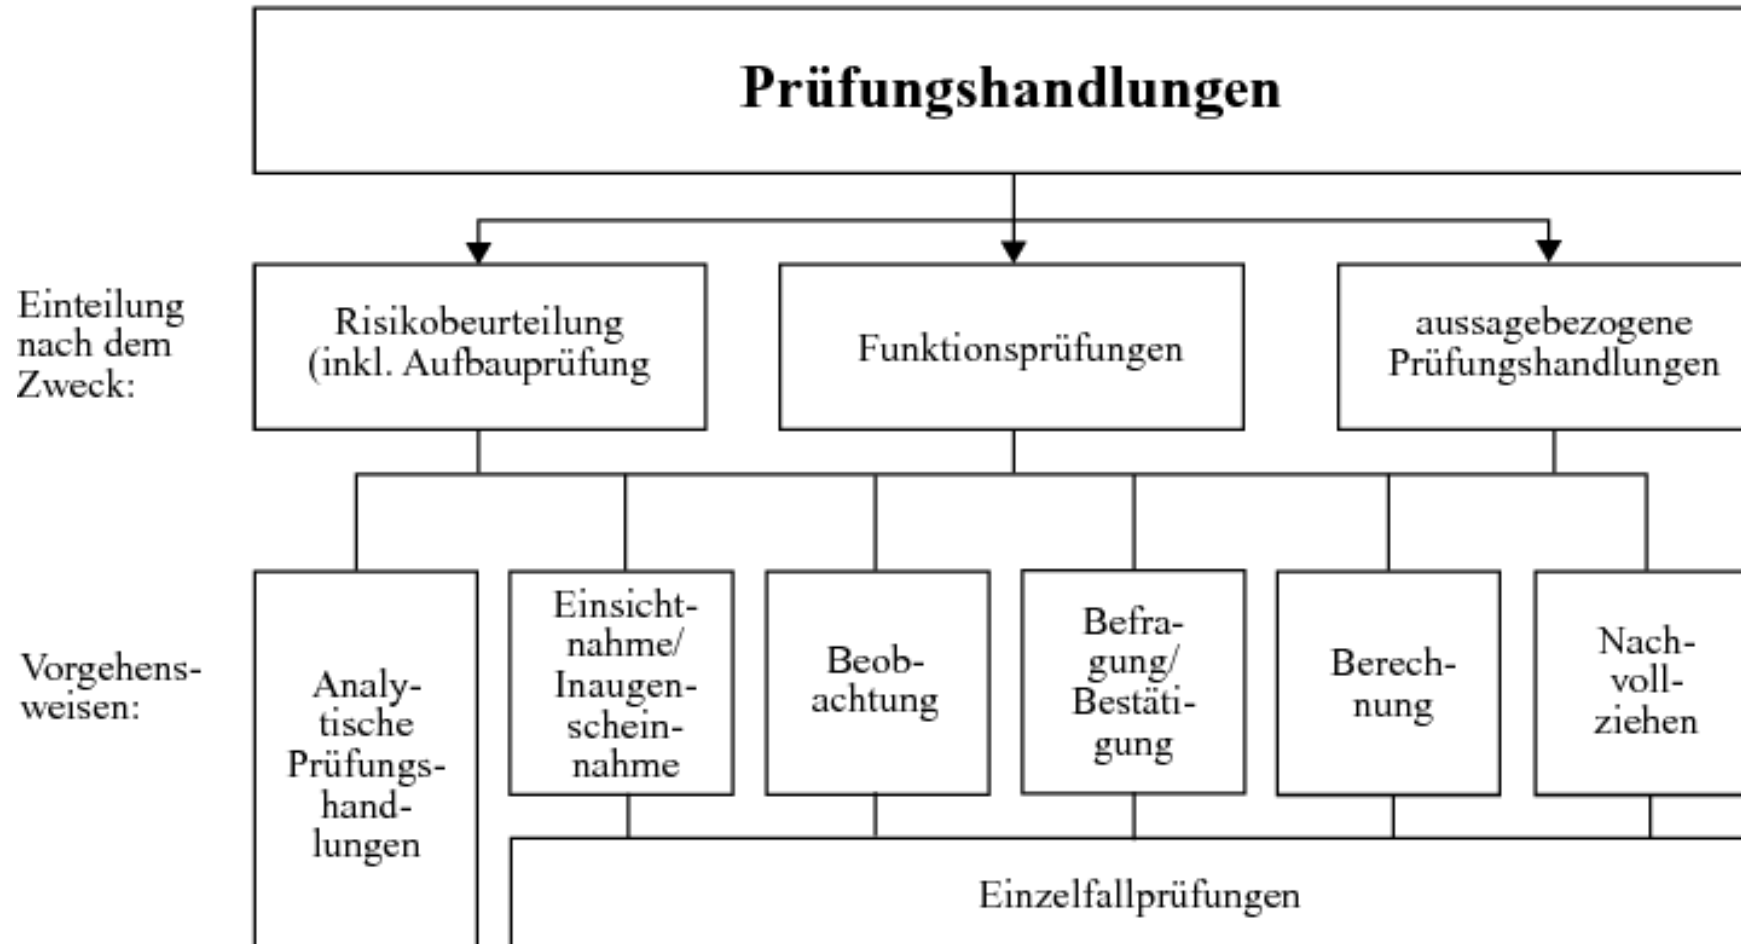 Prüfungshandlungen
Einteilung
nach dem
Zweck:
Risikobeurteilung
(inkl. Aufbauprüfung
Funktionsprüfungen
aussagebezogene
Prüfungshandlungen
Vorgehens-
weisen:
Analy-
tische
Prüfungs-
hand-
lungen
Einsicht-
nahme/
Inaugen-
schein-
nahme
Beob-
achtung
Befra-
gung/
Bestäti-
gung
Berech-
nung
Nach-
voll-
ziehen
Einzelfallprüfungen